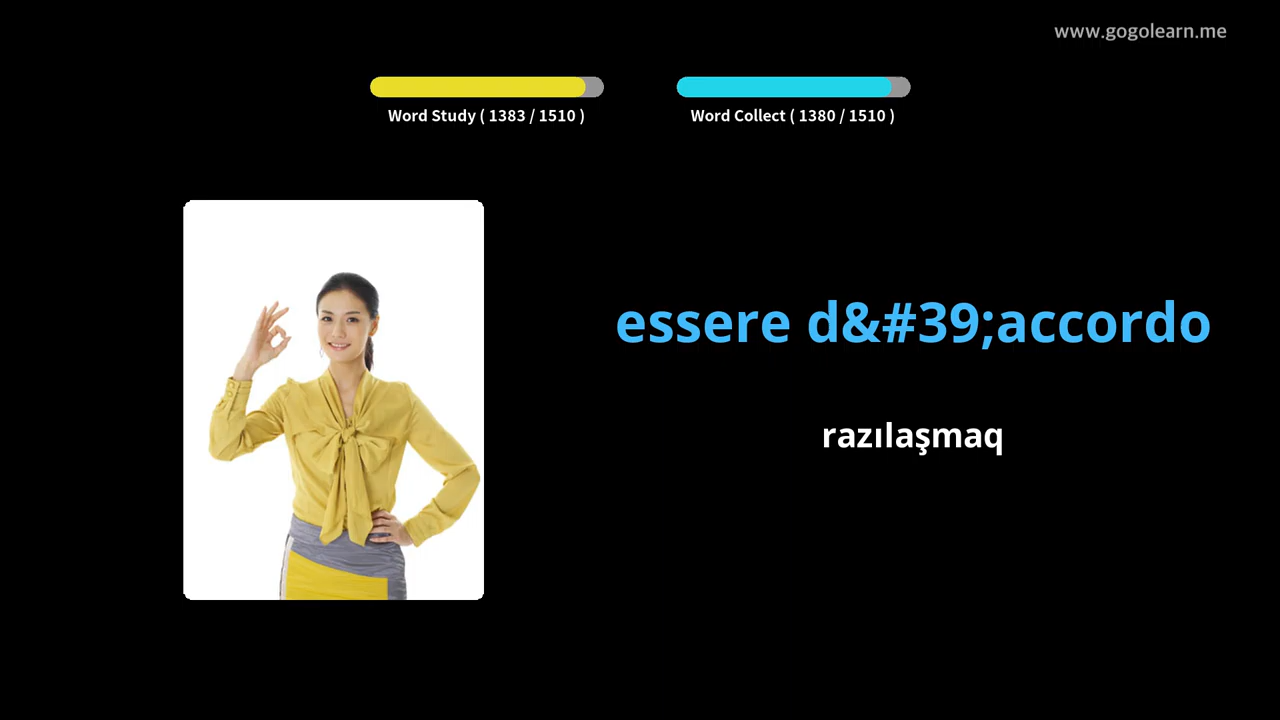 www.gogolearn.me
Word Study ( 1383 / 1510 )
Word Collect ( 1380 / 1510 )
essere d&#39;accordo
razılaşmaq